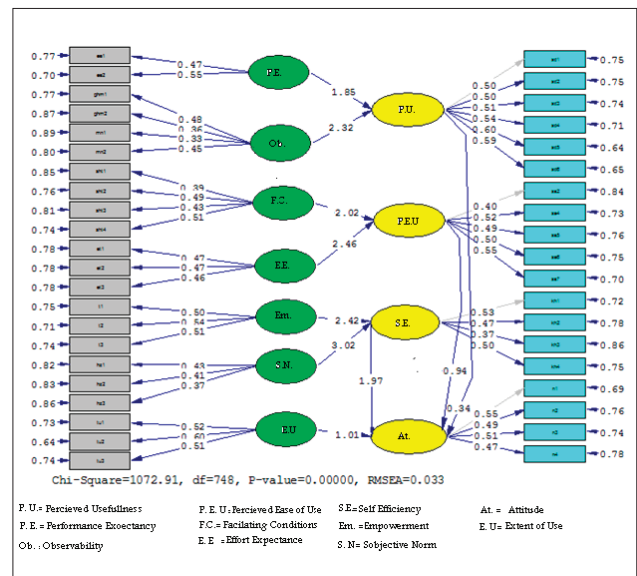 0.77 es1 0.47 P.E. 1.85 P.U. 0.50 0.75
0.70 es2 0.55 0.50 0.75
0.77 ghm1 0.48 Ob. 2.32 0.51 0.74
0.87 ghm2 0.36 0.54 0.71
0.89 mn1 0.33 0.60 0.64
0.80 mn2 0.45 0.59 0.65
0.85 0.39 F.C. 2.02 P.E.U 0.40 0.84
0.76 0.49 0.52 0.73
0.81 0.43 0.49 0.76
0.74 0.51 0.50 0.75
0.78 0.47 E.E. 2.46 0.55 0.70
0.78 0.47 0.53 0.72
0.78 0.46 0.47 0.78
0.75 0.50 Em. 2.42 S.E. 0.37 0.86
0.71 0.54 0.50 0.75
0.74 0.51
0.82 0.43 S.N. 3.02 1.97 0.94 0.34
0.83 0.41
0.86 0.37
0.73 0.52 E.U 1.01 At. 0.55 0.69
0.64 0.60 0.49 0.76
0.74 0.51 0.51 0.74
0.47 0.78
Chi-Square=1072.91, df=748, P-value=0.00000, RMSEA=0.033
P. U.= Percieved Usefullness
P. E. U: Percieved Ease of Use
S.E=Self Efficiency
At. = Attitude
P. E.= Performance Exoectancy
F.C.= Facilating Conditions
Em. =Empowerment
E. U= Extent of Use
Ob. : Observability
E. E =Effort Expectance
S. N= Sobjective Norm